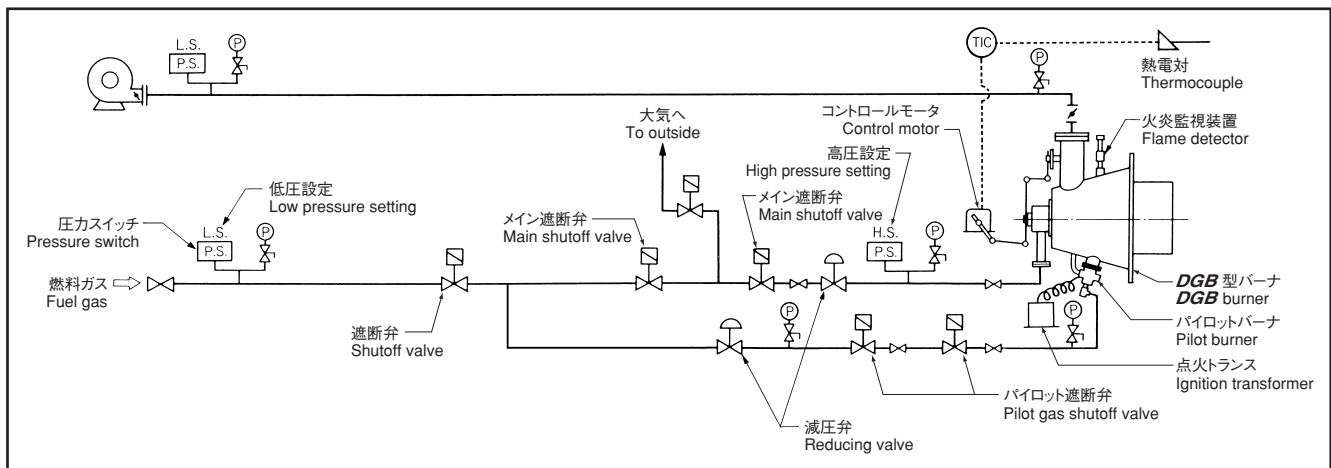 L.S.
P.S.
P
TIC
P
熱電対
Thermocouple
大気へ
To outside
コントロールモータ
Control motor
火炎監視装置
Flame detector
高圧設定
High pressure setting
低圧設定
Low pressure setting
圧力スイッチ
Pressure switch
L.S.
P.S.
P
メイン遮断弁
Main shutoff valve
メイン遮断弁
Main shutoff valve
H.S.
P.S.
P
燃料ガス
Fuel gas
遮断弁
Shutoff valve
P
P
DGB 型バーナ
DGB burner
パイロットバーナ
Pilot burner
点火トランス
Ignition transformer
パイロット遮断弁
Pilot gas shutoff valve
減圧弁
Reducing valve